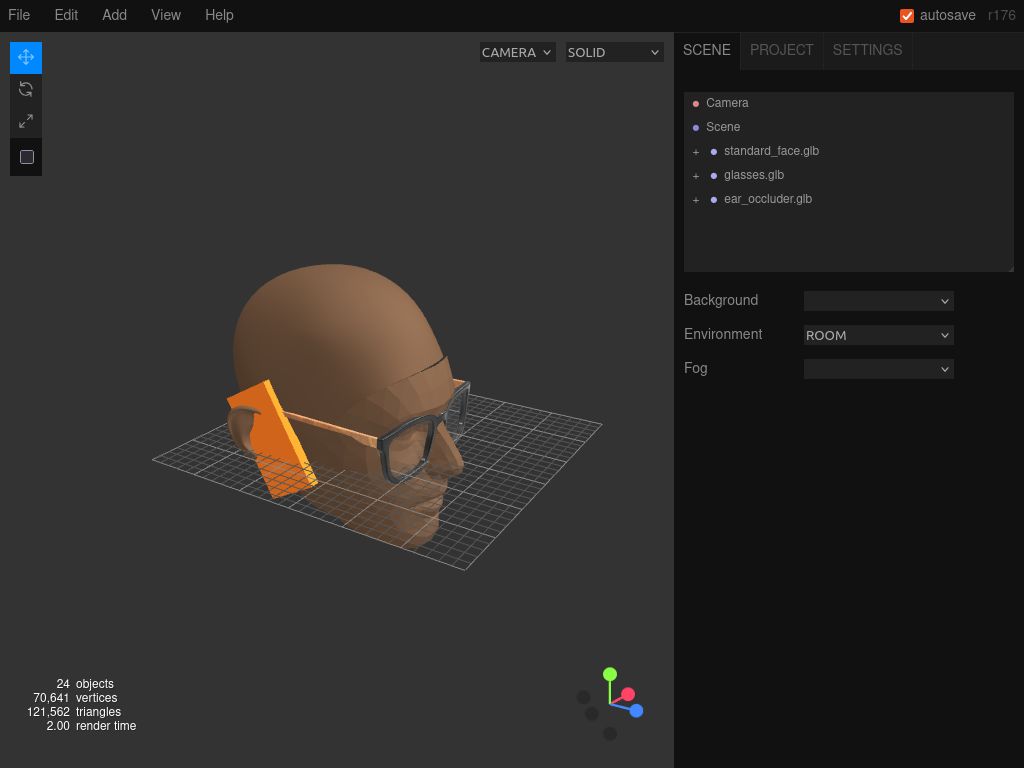 File Edit Add View Help autosave r176
CAMERA SOLID
SCENE PROJECT SETTINGS
Camera
Scene
+ standard_face.glb
+ glasses.glb
+ ear_occluder.glb
Background
Environment ROOM
Fog
24 objects
70,641 vertices
121,562 triangles
2.00 render time